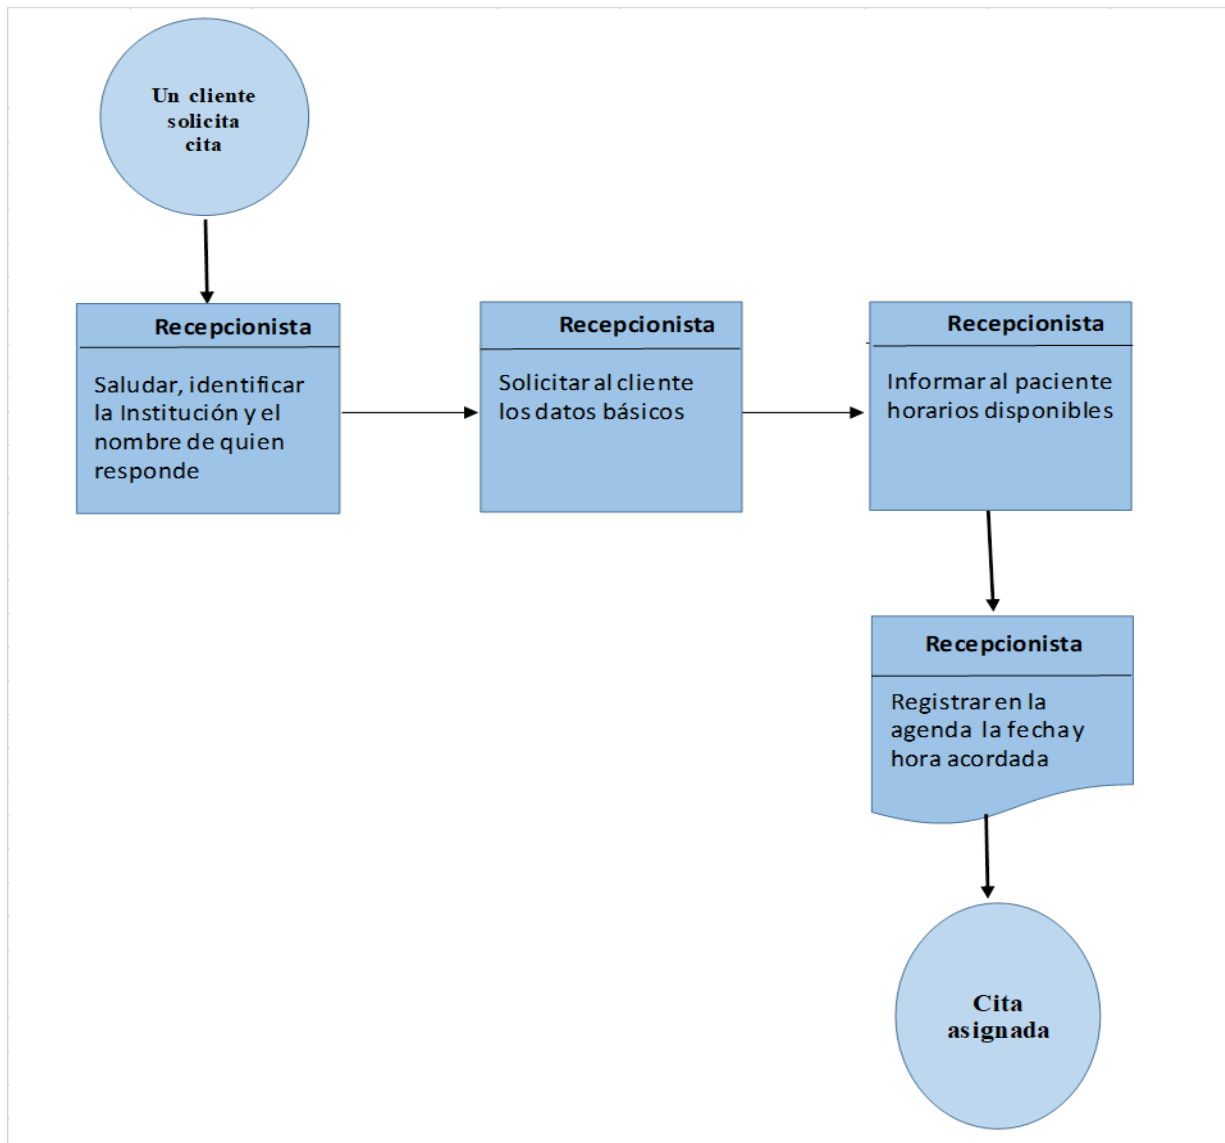 Un cliente
solicita
cita
Recepcionista
Saludar, identificar
la Institución y el
nombre de quien
responde
Recepcionista
Solicitar al cliente
los datos básicos
Recepcionista
Informar al paciente
horarios disponibles
Recepcionista
Registrar en la
agenda la fecha y
hora acordada
Cita
asignada